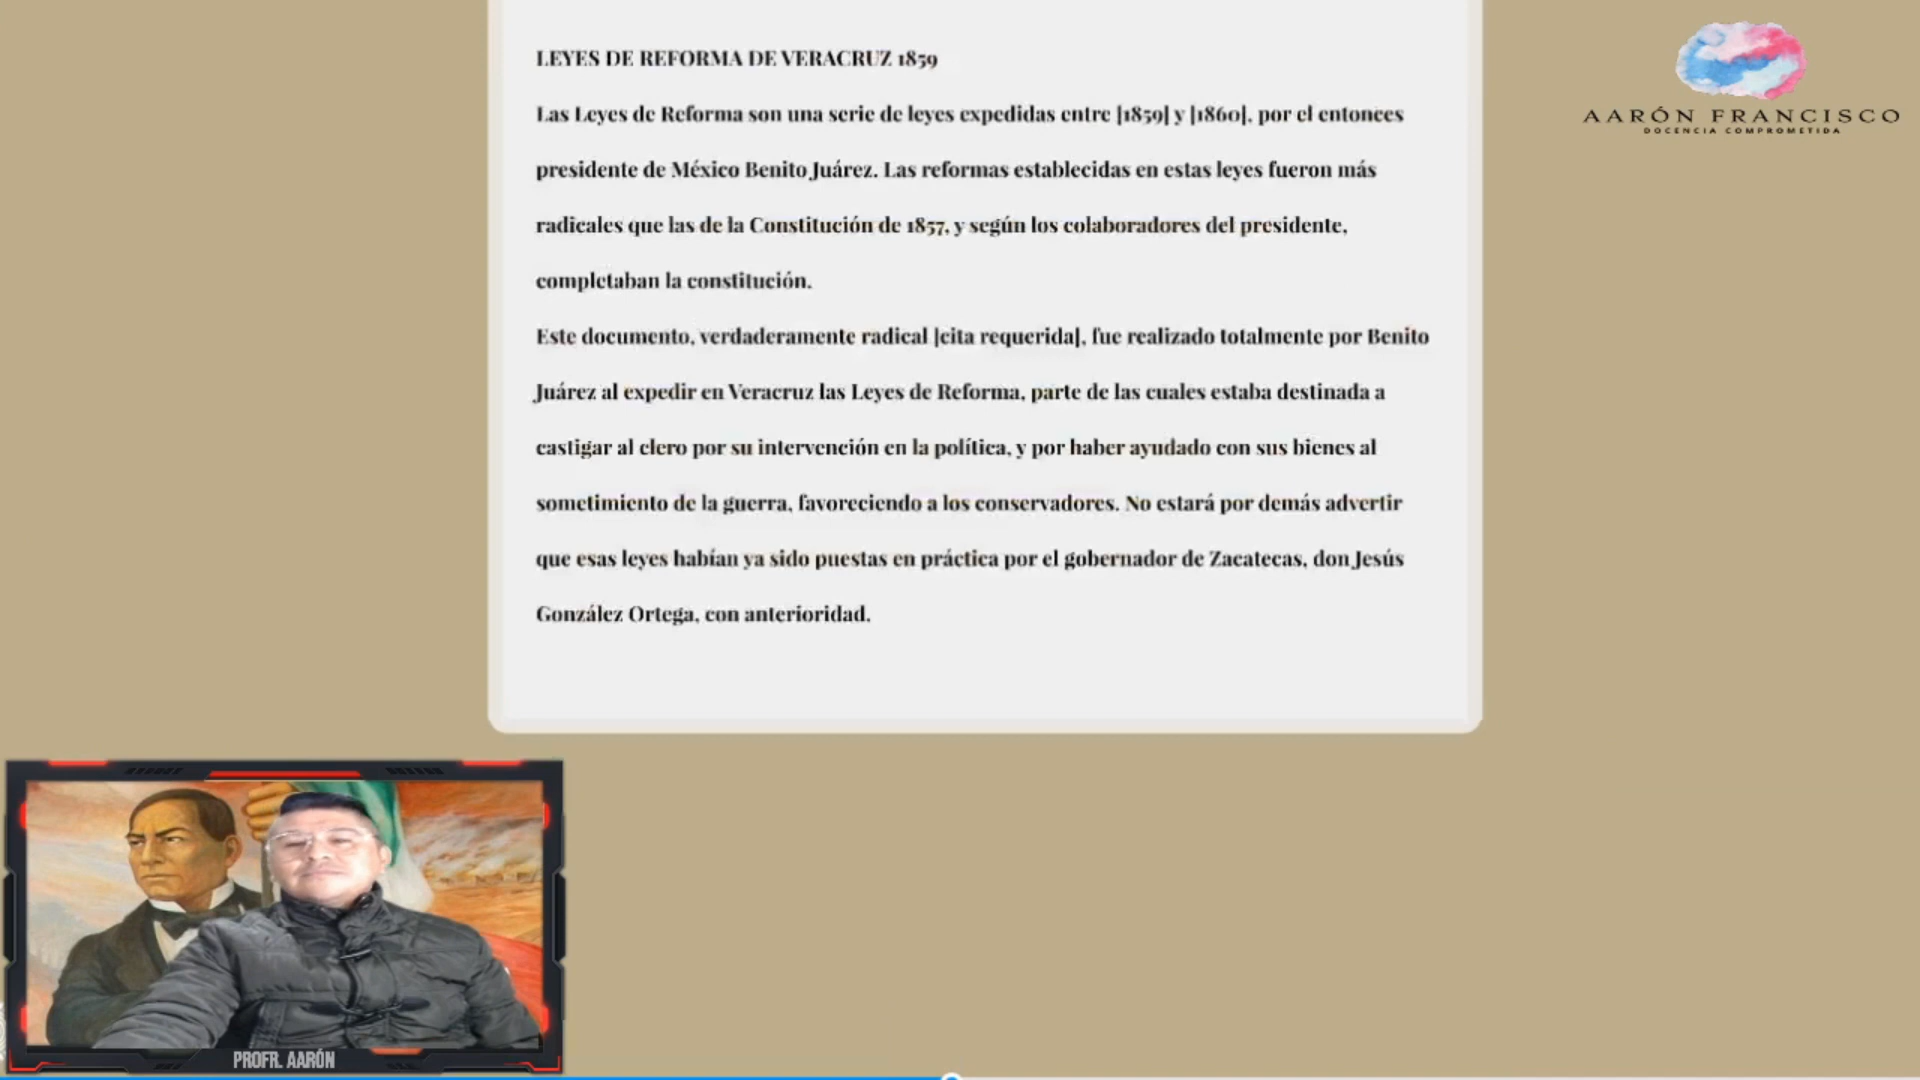 LEYES DE REFORMA DE VERACRUZ 1859
Las Leyes de Reforma son una serie de leyes expedidas entre [1859] y [1860], por el entonces
presidente de México Benito Juárez. Las reformas establecidas en estas leyes fueron más
radicales que las de la Constitución de 1857, y según los colaboradores del presidente,
completaban la constitución.
Este documento, verdaderamente radical [cita requerida], fue realizado totalmente por Benito
Juárez al expedir en Veracruz las Leyes de Reforma, parte de las cuales estaba destinada a
castigar al clero por su intervención en la política, y por haber ayudado con sus bienes al
sometimiento de la guerra, favoreciendo a los conservadores. No estará por demás advertir
que esas leyes habían ya sido puestas en práctica por el gobernador de Zacatecas, don Jesús
González Ortega, con anterioridad.
AARÓN FRANCISCO
DOCENCIA COMPROMETIDA
PROFR. AARÓN